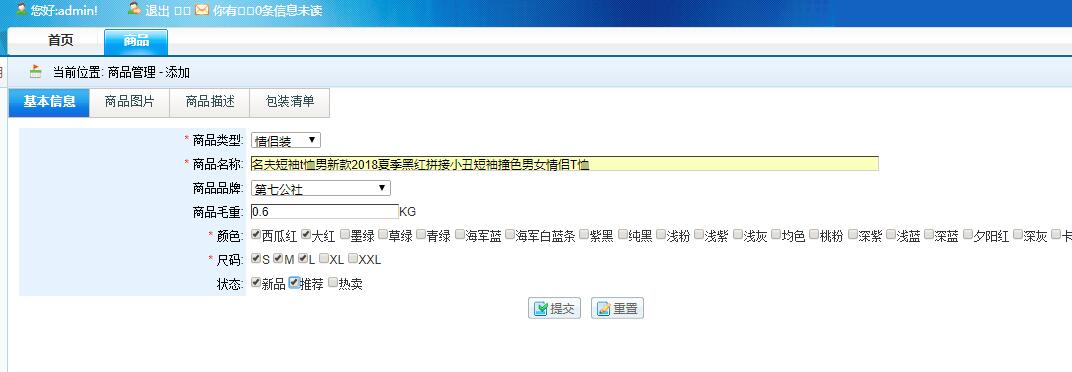 您好:admin! 退出 □□ 你有□□0条信息未读
首页 商品
当前位置: 商品管理 - 添加
基本信息 商品图片 商品描述 包装清单
* 商品类型: 情侣装
* 商品名称: 名夫短袖t恤男新款2018夏季黑红拼接小丑短袖撞色男女情侣T恤
商品品牌: 第七公社
商品毛重: 0.6 KG
* 颜色: 西瓜红 大红 墨绿 草绿 青绿 海军蓝 海军白蓝条 紫黑 纯黑 浅粉 浅紫 浅灰 均色 桃粉 深紫 浅蓝 深蓝 夕阳红 深灰 卡
* 尺码: S M L XL XXL
状态: 新品 推荐 热卖
提交 重置